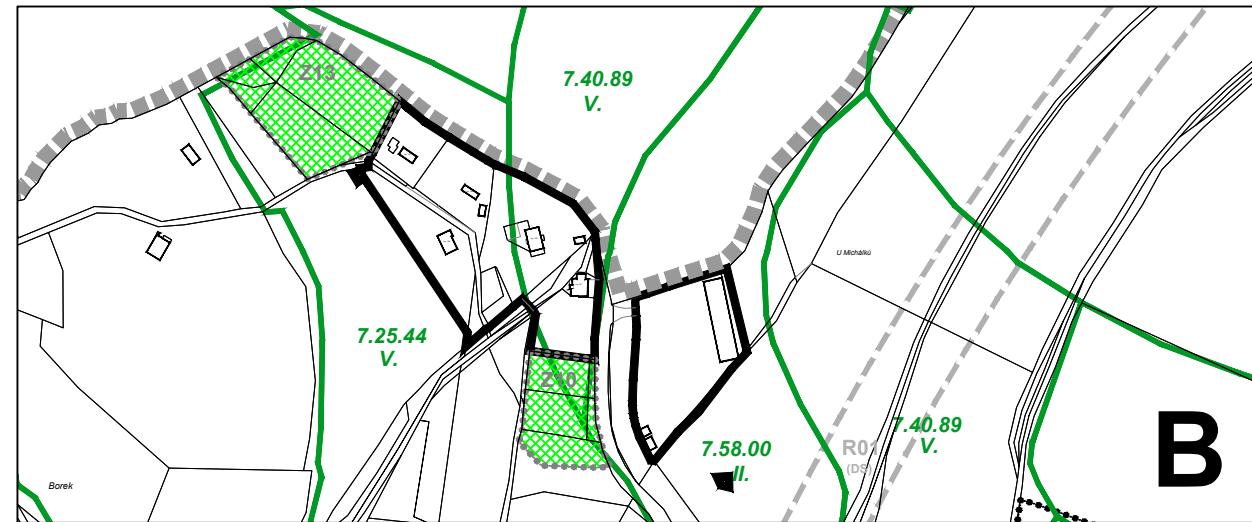 Z13
7.40.89
V.
U Michálků
7.25.44
V.
Z10
7.40.89
V.
7.58.00
II.
R01
(DS)
B
Borek